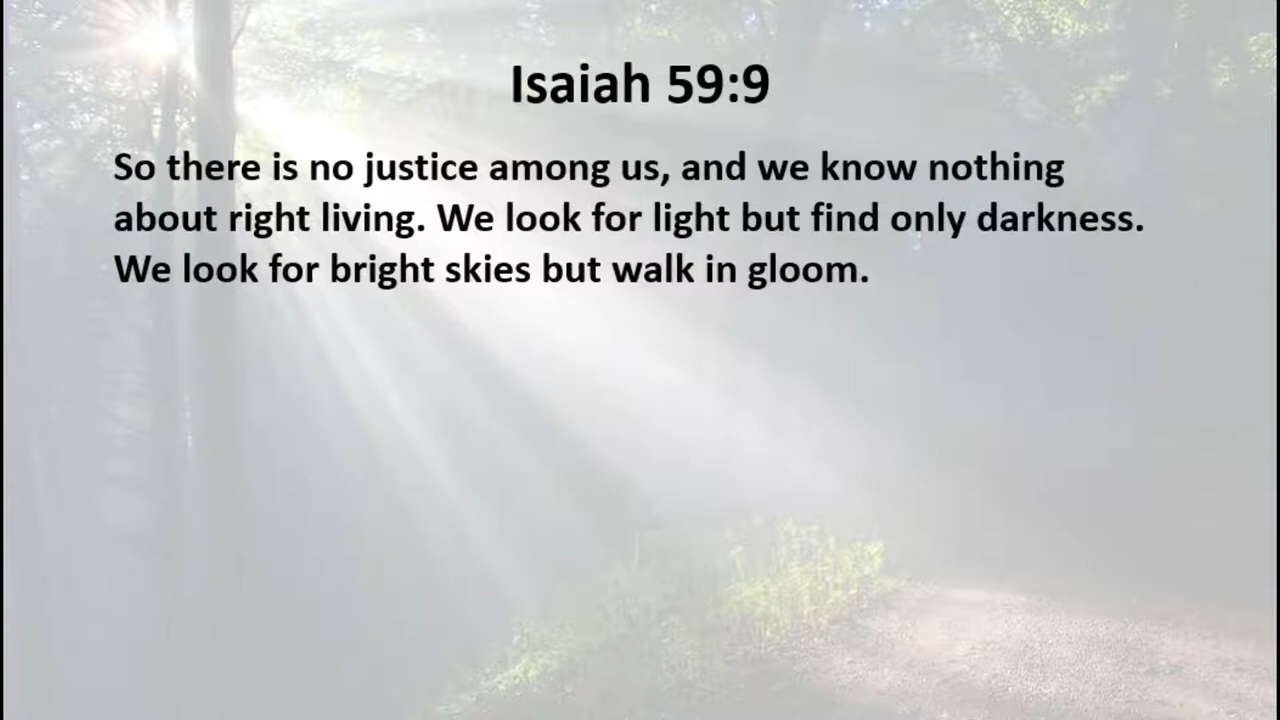 Isaiah 59:9
So there is no justice among us, and we know nothing
about right living. We look for light but find only darkness.
We look for bright skies but walk in gloom.